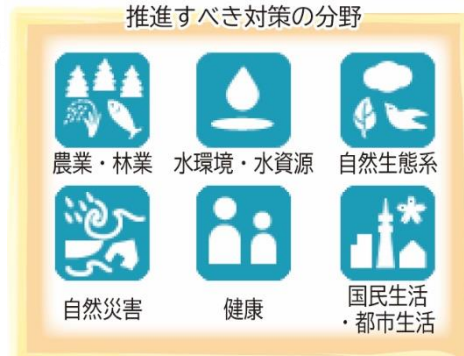 推進すべき対策の分野
農業・林業
水環境・水資源
自然生態系
自然災害
健康
国民生活
・都市生活